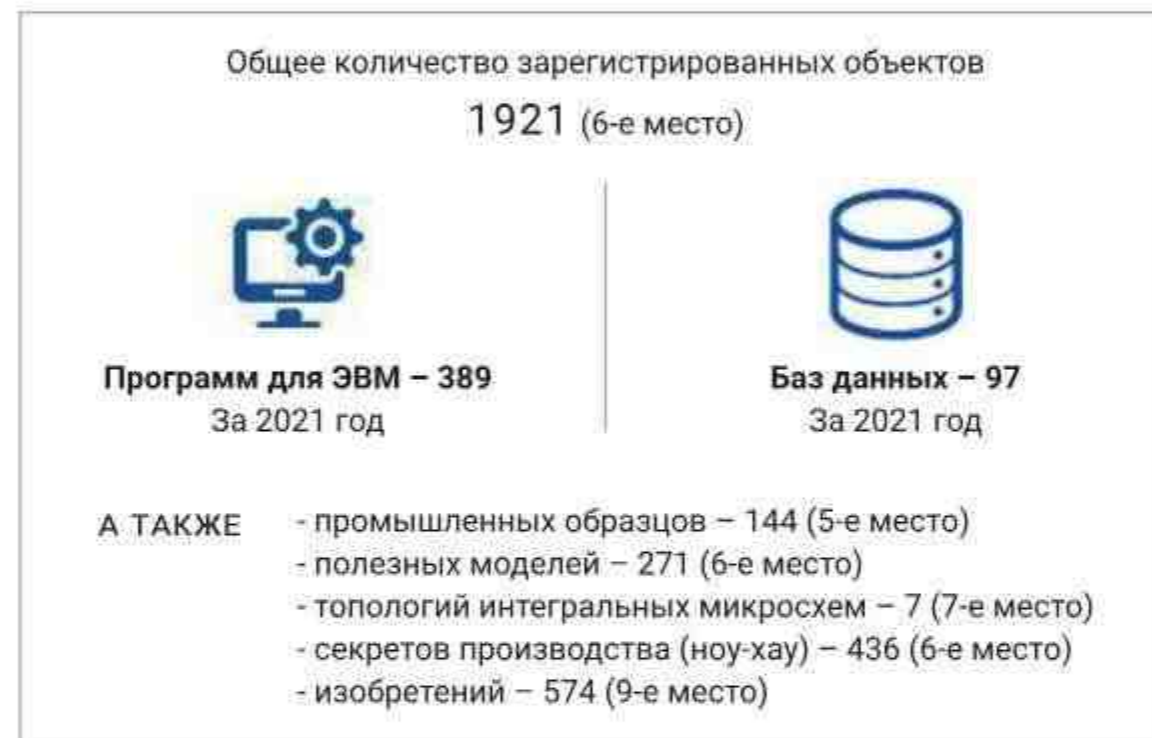 Общее количество зарегистрированных объектов
1921 (6-е место)
Программ для ЭВМ – 389
За 2021 год
Баз данных – 97
За 2021 год
А ТАКЖЕ
- промышленных образцов – 144 (5-е место)
- полезных моделей – 271 (6-е место)
- топологий интегральных микросхем – 7 (7-е место)
- секретов производства (ноу-хау) – 436 (6-е место)
- изобретений – 574 (9-е место)